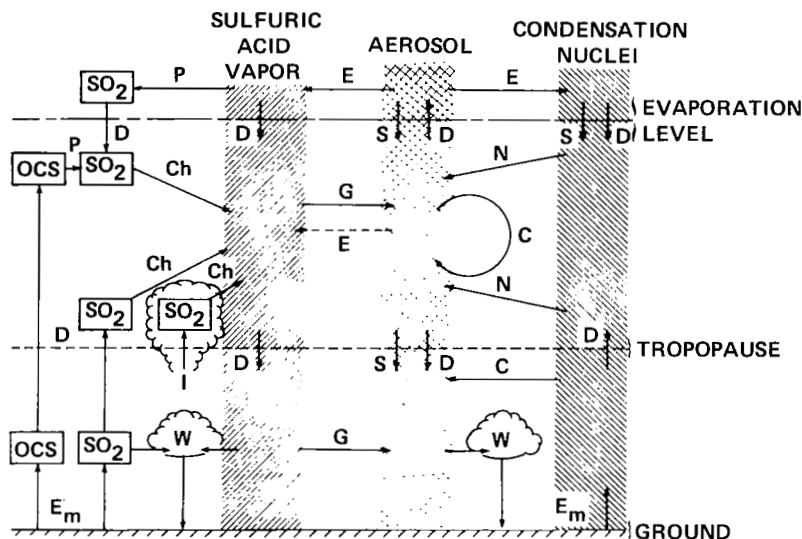 SULFURIC ACID VAPOR
AEROSOL
CONDENSATION NUCLEI
SO2
P
E
E
D
D
S
D
S
D
EVAPORATION LEVEL
P
OCS
SO2
Ch
N
G
E
C
Ch
Ch
N
SO2
SO2
D
I
D
S
D
D
TROPOPAUSE
C
OCS
SO2
W
G
W
Em
Em
GROUND